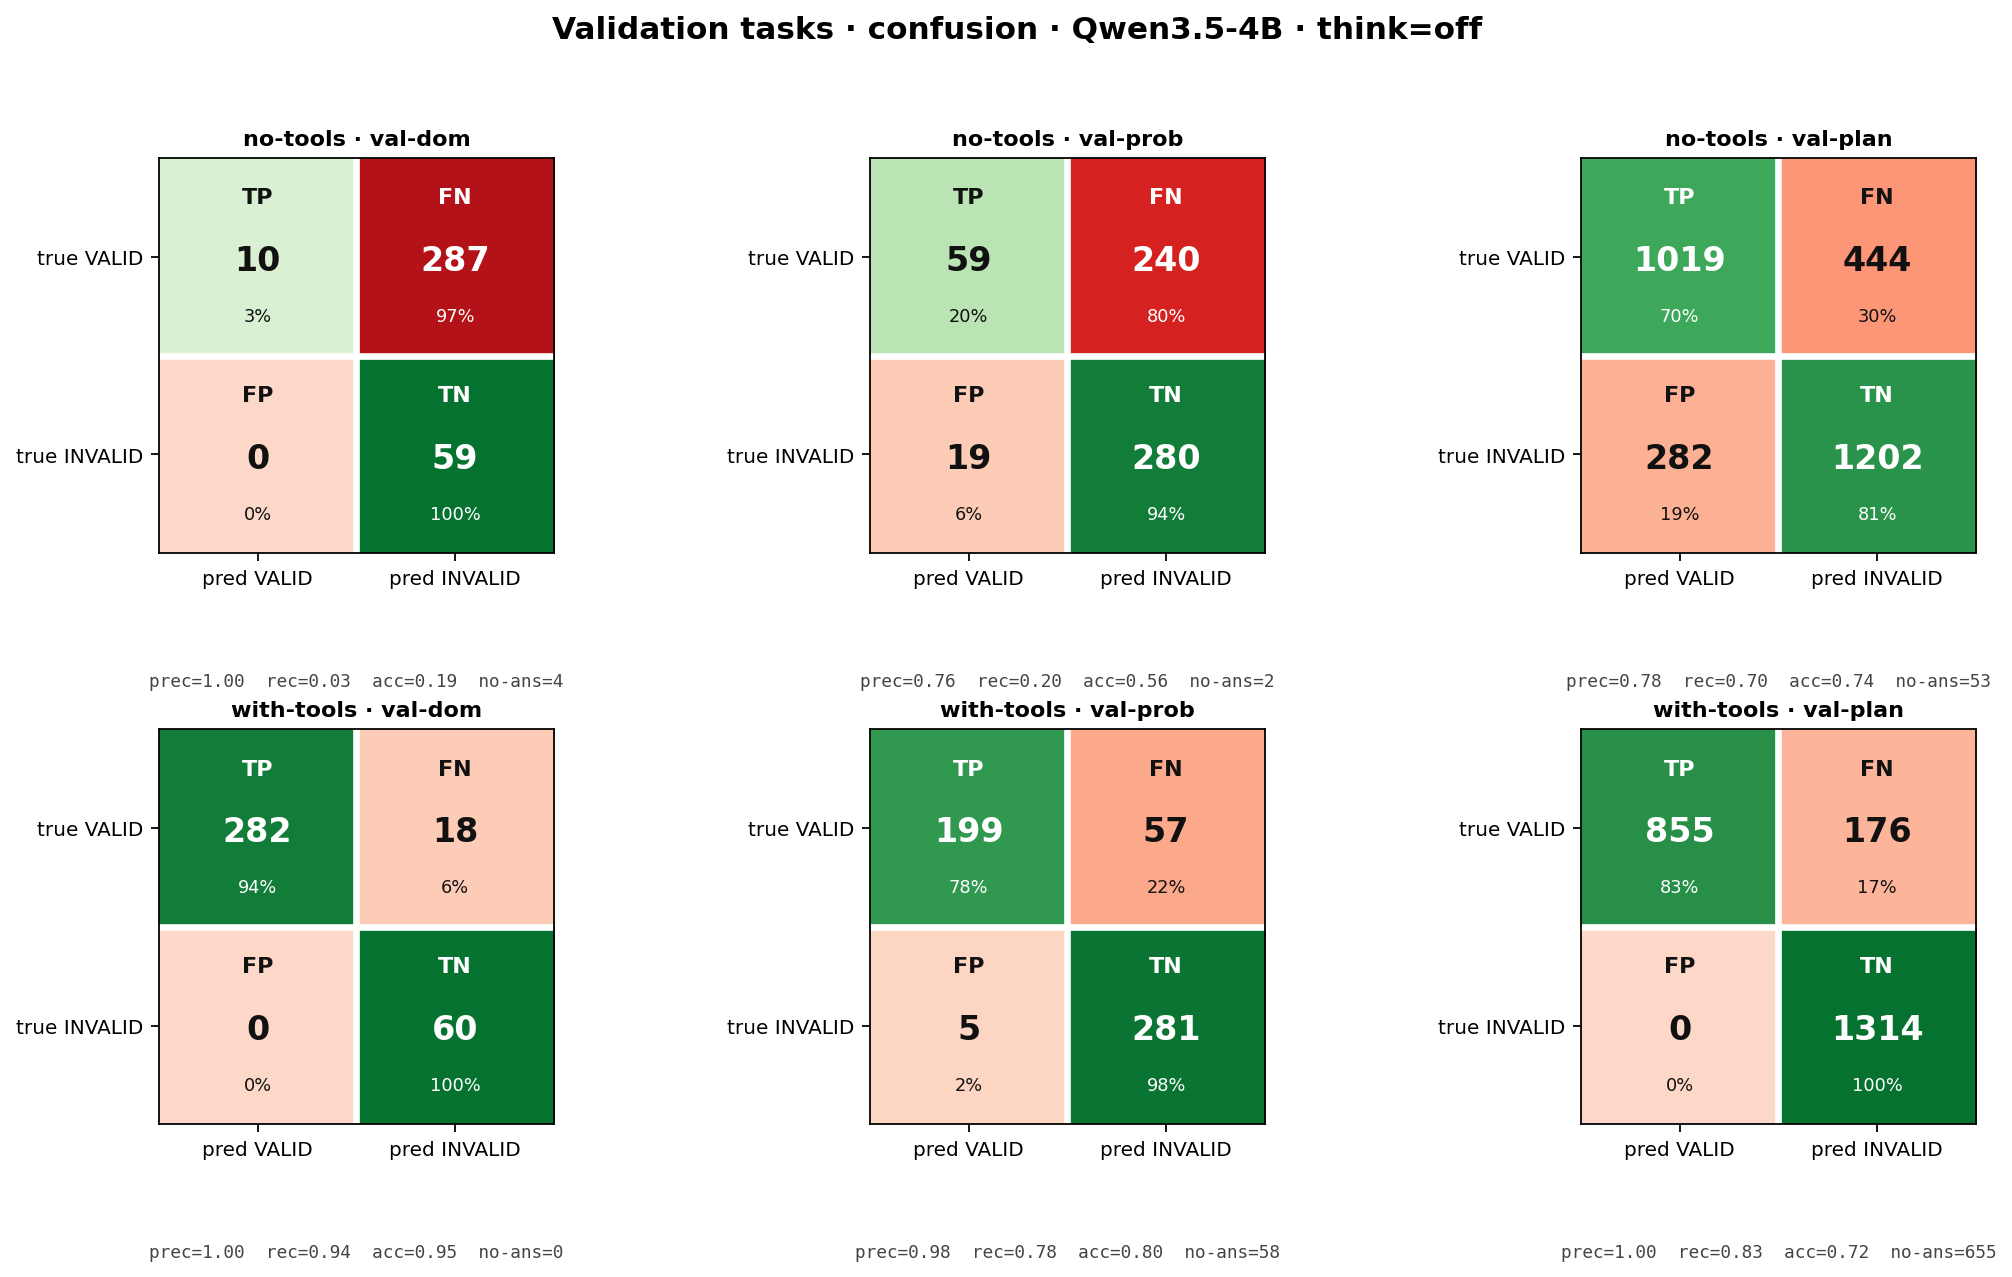 Validation tasks · confusion · Qwen3.5-4B · think=off
no-tools · val-dom
TP
FN
true VALID
10
287
3%
97%
FP
TN
true INVALID
0
59
0%
100%
pred VALID
pred INVALID
prec=1.00  rec=0.03  acc=0.19  no-ans=4
no-tools · val-prob
TP
FN
true VALID
59
240
20%
80%
FP
TN
true INVALID
19
280
6%
94%
pred VALID
pred INVALID
prec=0.76  rec=0.20  acc=0.56  no-ans=2
no-tools · val-plan
TP
FN
true VALID
1019
444
70%
30%
FP
TN
true INVALID
282
1202
19%
81%
pred VALID
pred INVALID
prec=0.78  rec=0.70  acc=0.74  no-ans=53
with-tools · val-dom
TP
FN
true VALID
282
18
94%
6%
FP
TN
true INVALID
0
60
0%
100%
pred VALID
pred INVALID
prec=1.00  rec=0.94  acc=0.95  no-ans=0
with-tools · val-prob
TP
FN
true VALID
199
57
78%
22%
FP
TN
true INVALID
5
281
2%
98%
pred VALID
pred INVALID
prec=0.98  rec=0.78  acc=0.80  no-ans=58
with-tools · val-plan
TP
FN
true VALID
855
176
83%
17%
FP
TN
true INVALID
0
1314
0%
100%
pred VALID
pred INVALID
prec=1.00  rec=0.83  acc=0.72  no-ans=655